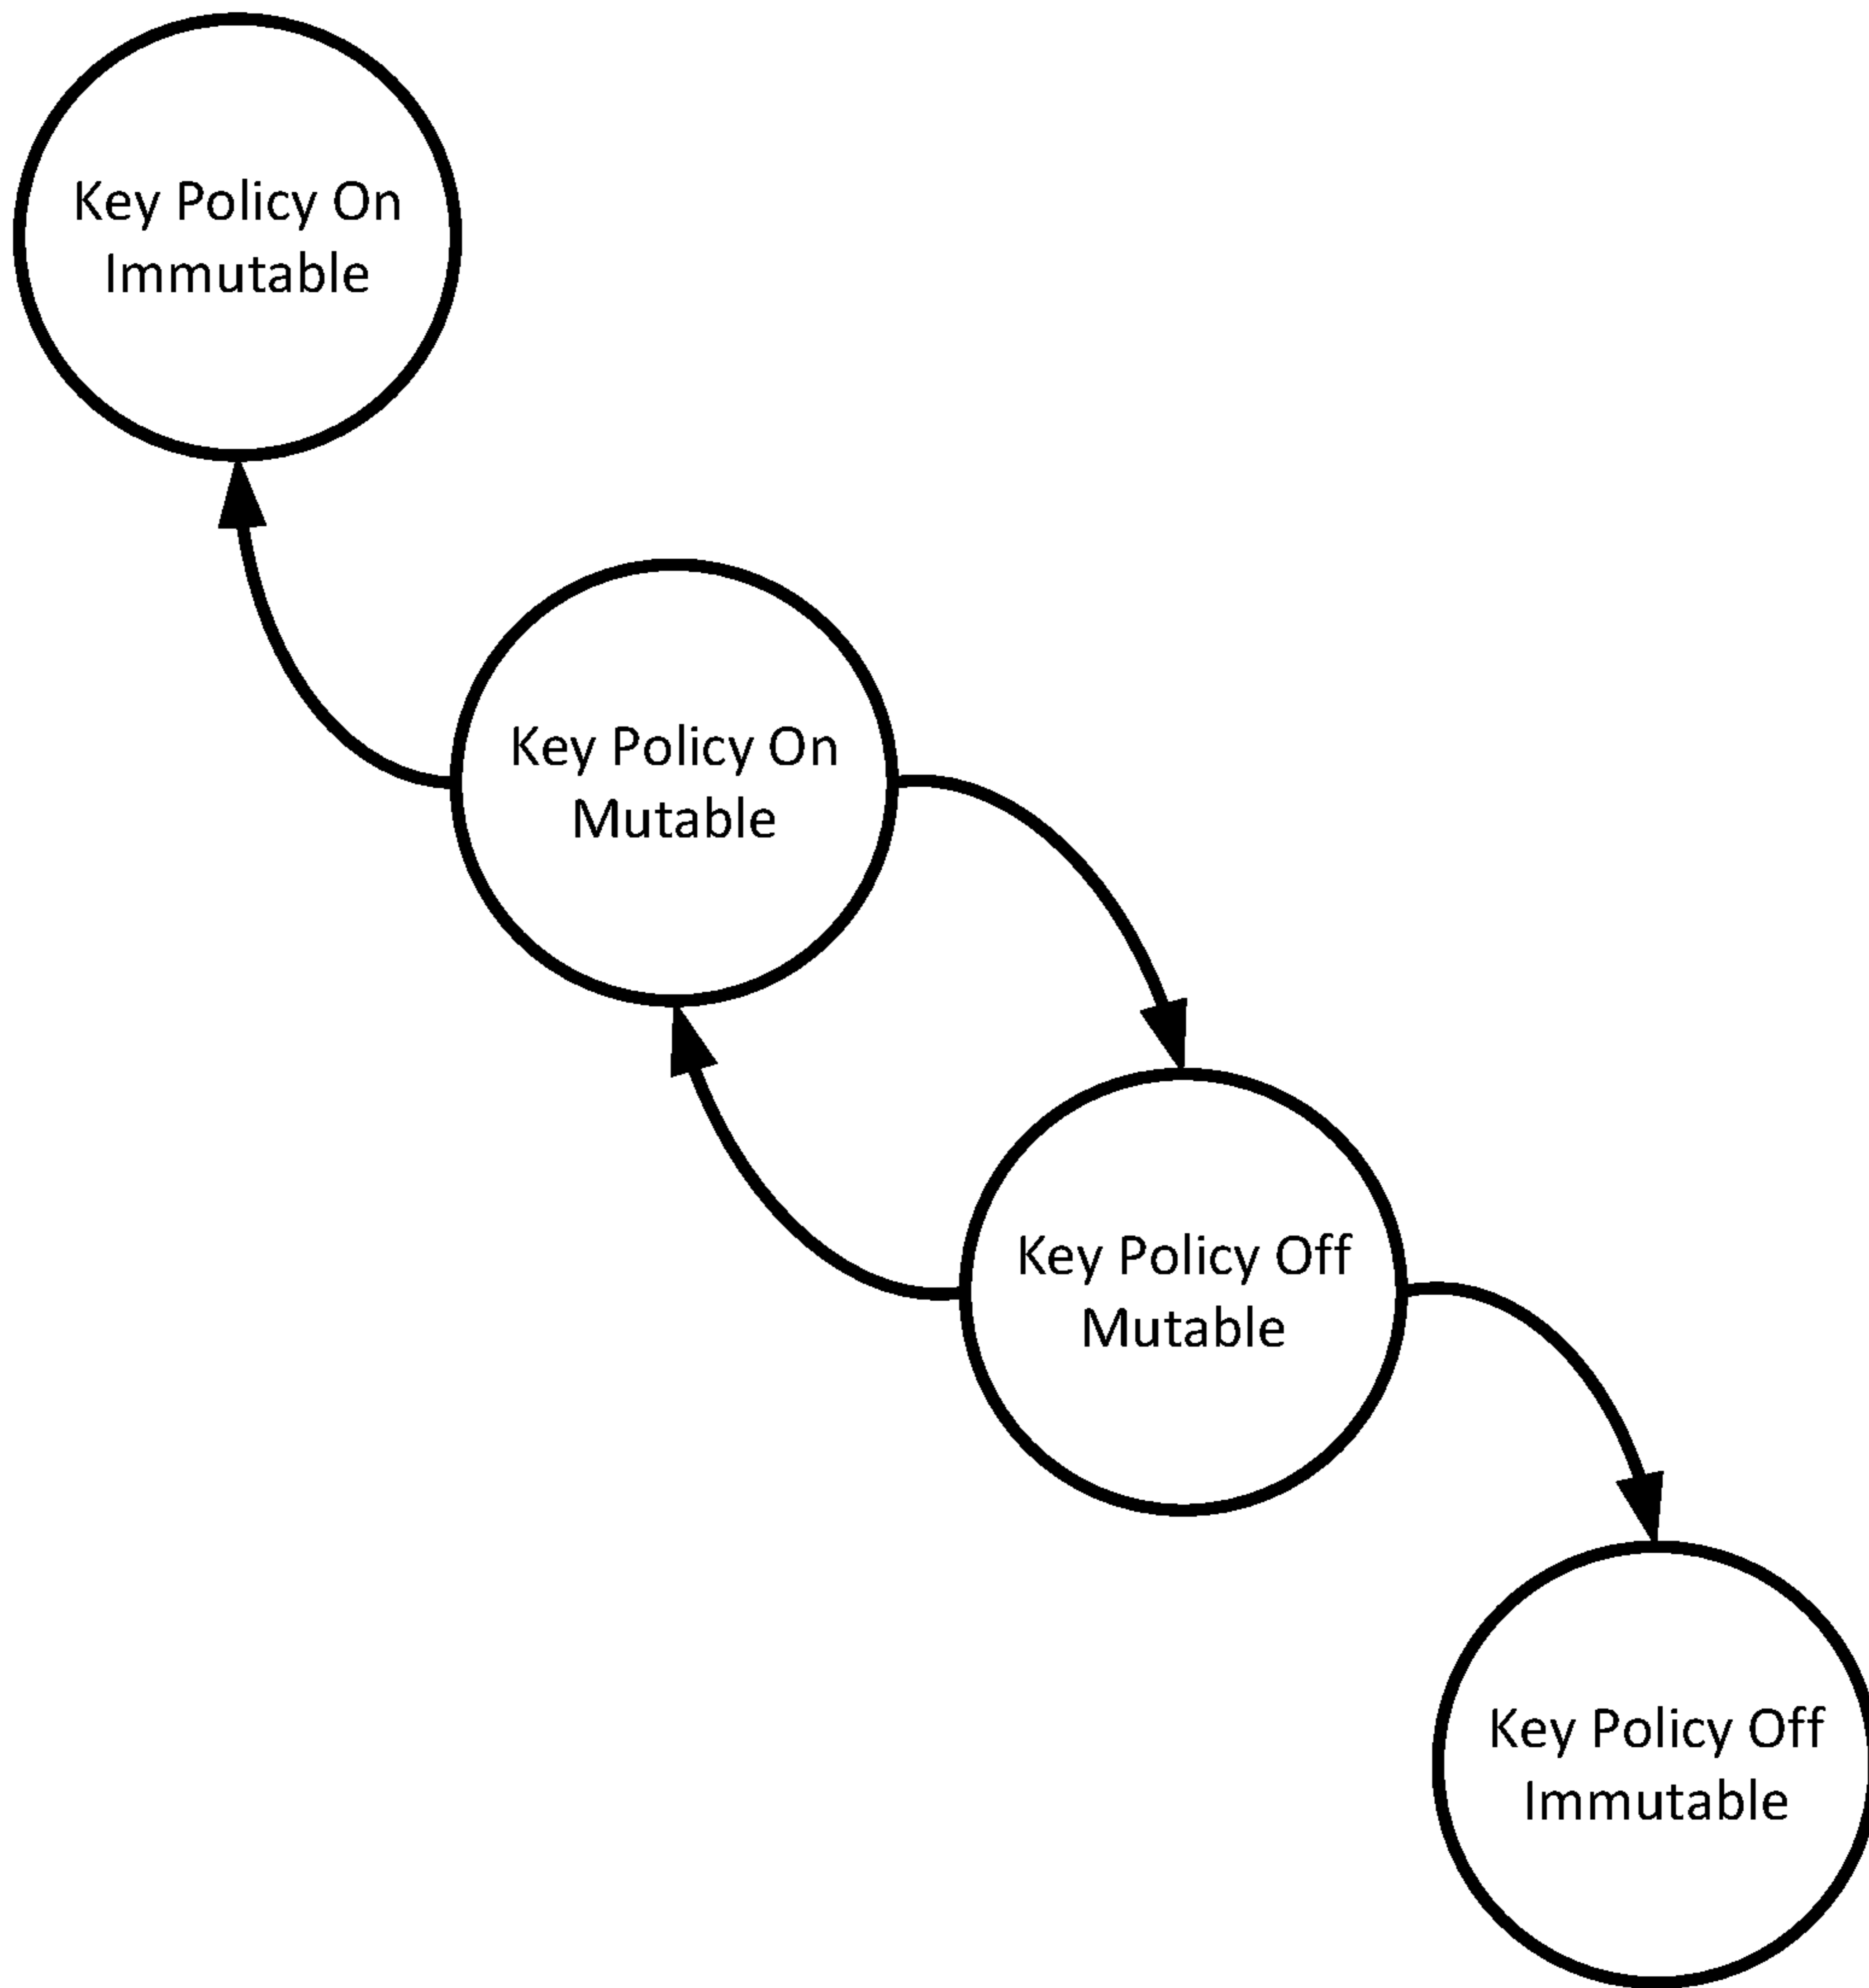 Key Policy On
Immutable
Key Policy On
Mutable
Key Policy Off
Mutable
Key Policy Off
Immutable